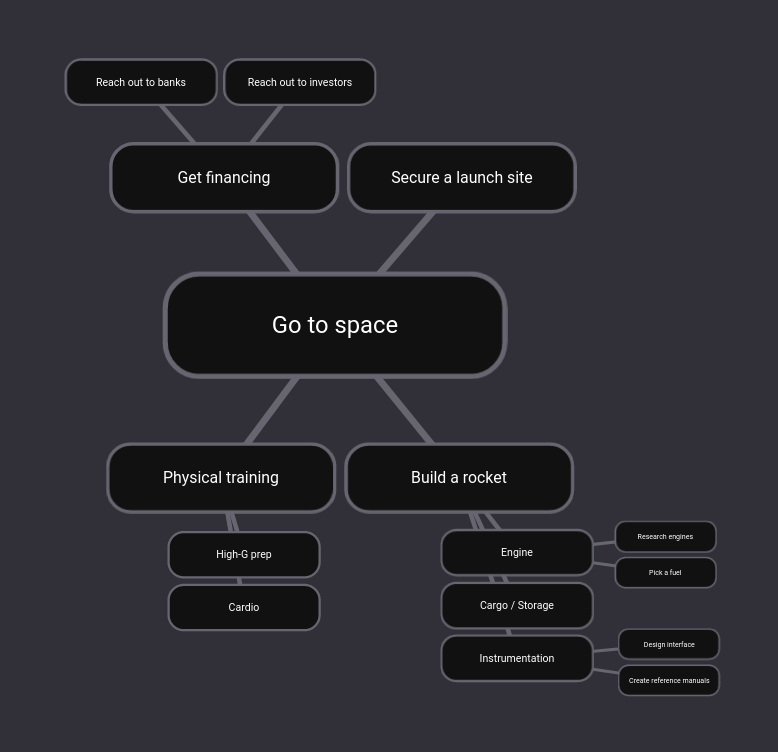 Reach out to banks
Reach out to investors
Get financing
Secure a launch site
Go to space
Physical training
Build a rocket
High-G prep
Cardio
Engine
Research engines
Pick a fuel
Cargo / Storage
Instrumentation
Design interface
Create reference manuals